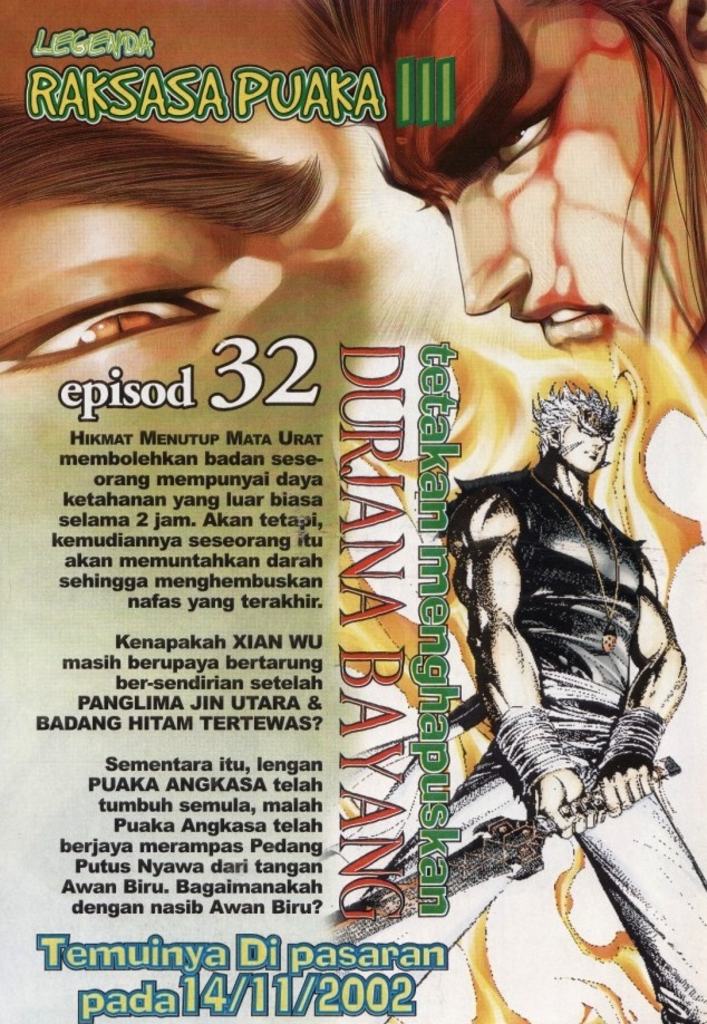 LEGENDA
RAKSASA PUAKA III
episod 32
HIKMAT MENUTUP MATA URAT
membolehkan badan sese-
orang mempunyai daya
ketahanan yang luar biasa
selama 2 jam. Akan tetapi,
kemudiannya seseorang itu
akan memuntahkan darah
sehingga menghembuskan
nafas yang terakhir.
Kenapakah XIAN WU
masih berupaya bertarung
ber-sendirian setelah
PANGLIMA JIN UTARA &
BADANG HITAM TERTEWAS?
Sementara itu, lengan
PUAKA ANGKASA telah
tumbuh semula, malah
Puaka Angkasa telah
berjaya merampas Pedang
Putus Nyawa dari tangan
Awan Biru. Bagaimanakah
dengan nasib Awan Biru?
tetakan menghapuskan
DURJANA BAYANG
Temuinya Di pasaran
pada 14/11/2002